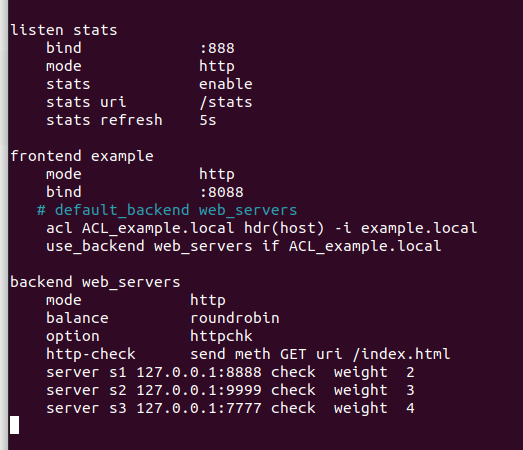 listen stats
    bind             :888
    mode             http
    stats            enable
    stats uri        /stats
    stats refresh    5s
frontend example
    mode             http
    bind             :8088
   # default_backend web_servers
    acl ACL_example.local hdr(host) -i example.local
    use_backend web_servers if ACL_example.local
backend web_servers
    mode            http
    balance         roundrobin
    option          httpchk
    http-check      send meth GET uri /index.html
    server s1 127.0.0.1:8888 check  weight  2
    server s2 127.0.0.1:9999 check  weight  3
    server s3 127.0.0.1:7777 check  weight  4